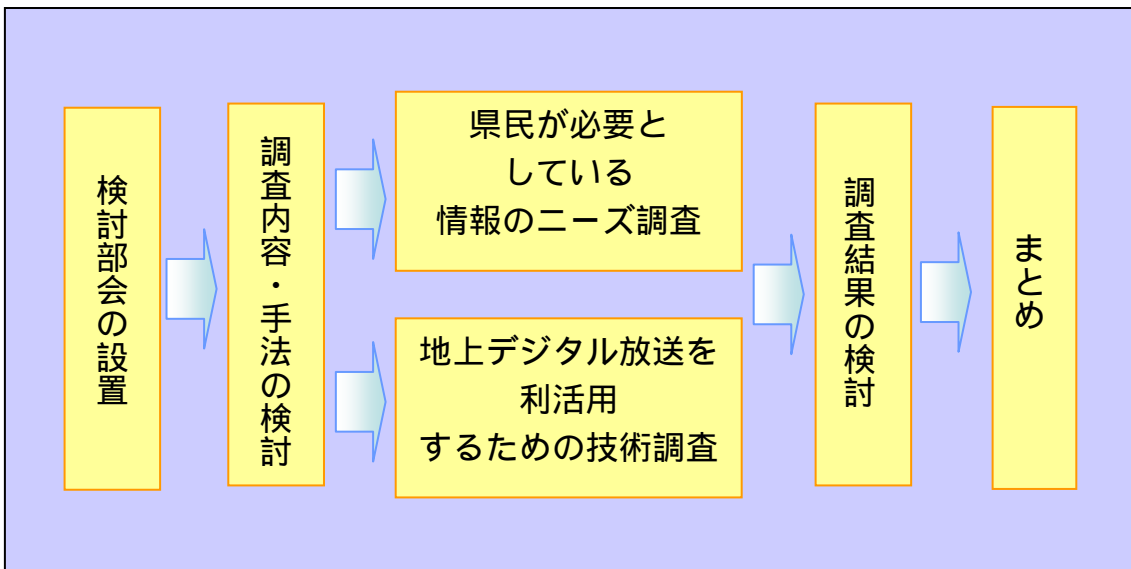 検討部会の設置
調査内容・手法の検討
県民が必要と
している
情報のニーズ調査
地上デジタル放送を
利活用
するための技術調査
調査結果の検討
まとめ